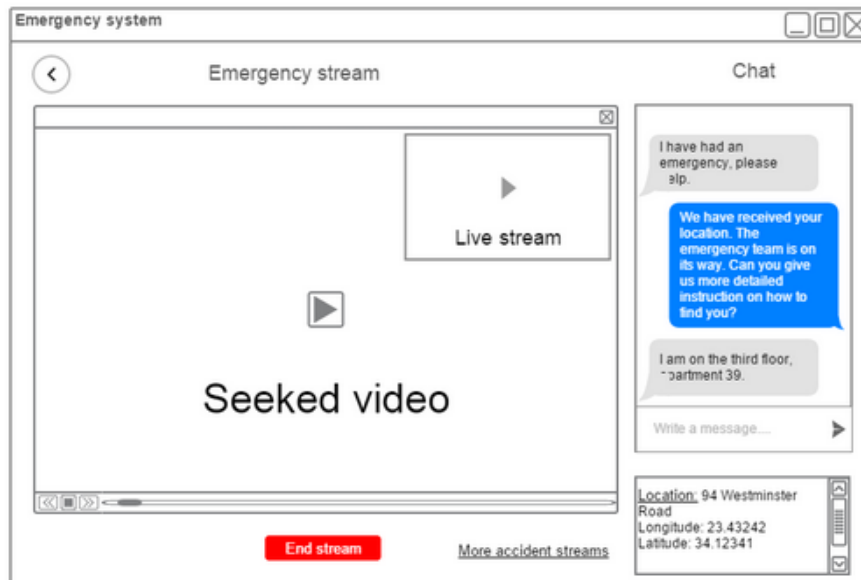 Emergency system
Emergency stream
Chat
Live stream
Seeked video
End stream
More accident streams
I have had an
emergency, please
elp.
We have received your
location. The
emergency team is on
its way. Can you give
us more detailed
instruction on how to
find you?
I am on the third floor,
partment 39.
Write a message....
Location: 94 Westminster
Road
Longitude: 23.43242
Latitude: 34.12341